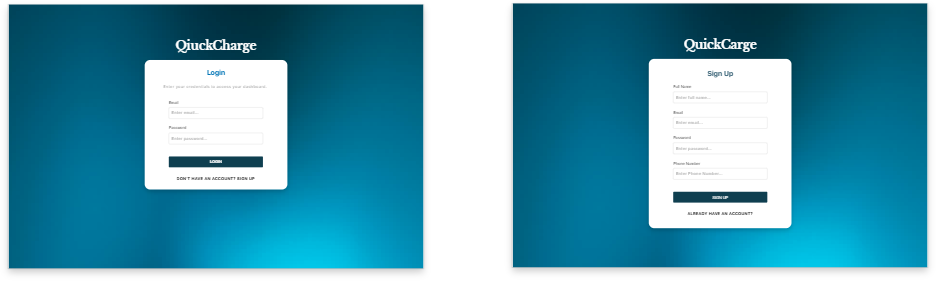 QiuckCharge
Login
Enter your credentials to access your dashboard.
Email
Enter email...
Password
Enter password...
LOGIN
DON'T HAVE AN ACCOUNT? SIGN UP
QuickCarge
Sign Up
Full Name
Enter full name...
Email
Enter email...
Password
Enter password...
Phone Number
Enter Phone Number...
SIGN UP
ALREADY HAVE AN ACCOUNT?